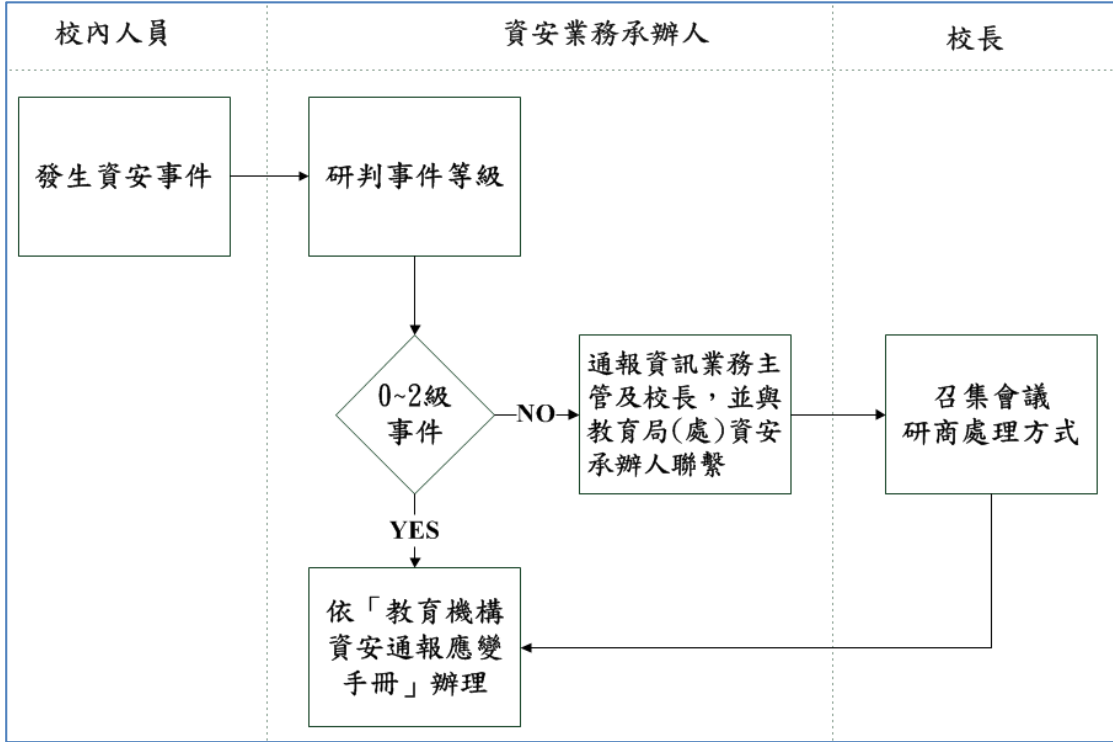 校內人員
資安業務承辦人
校長
發生資安事件
研判事件等級
0~2級
事件
NO
通報資訊業務主
管及校長，並與
教育局(處)資安
承辦人聯繫
召集會議
研商處理方式
YES
依「教育機構
資安通報應變
手冊」辦理